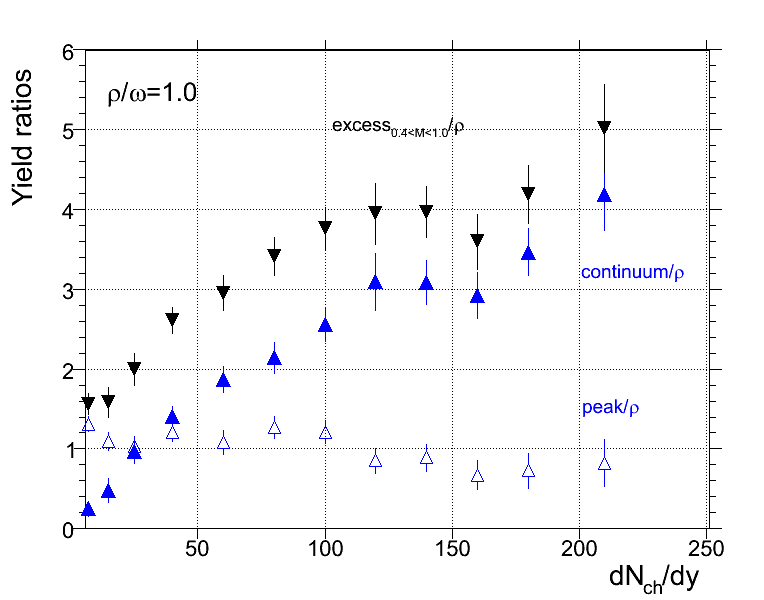 6
ρ/ω=1.0
excess0.4<M<1.0/ρ
5
4
continuum/ρ
3
2
peak/ρ
1
0
50 100 150 200 250
dNch/dy
Yield ratios